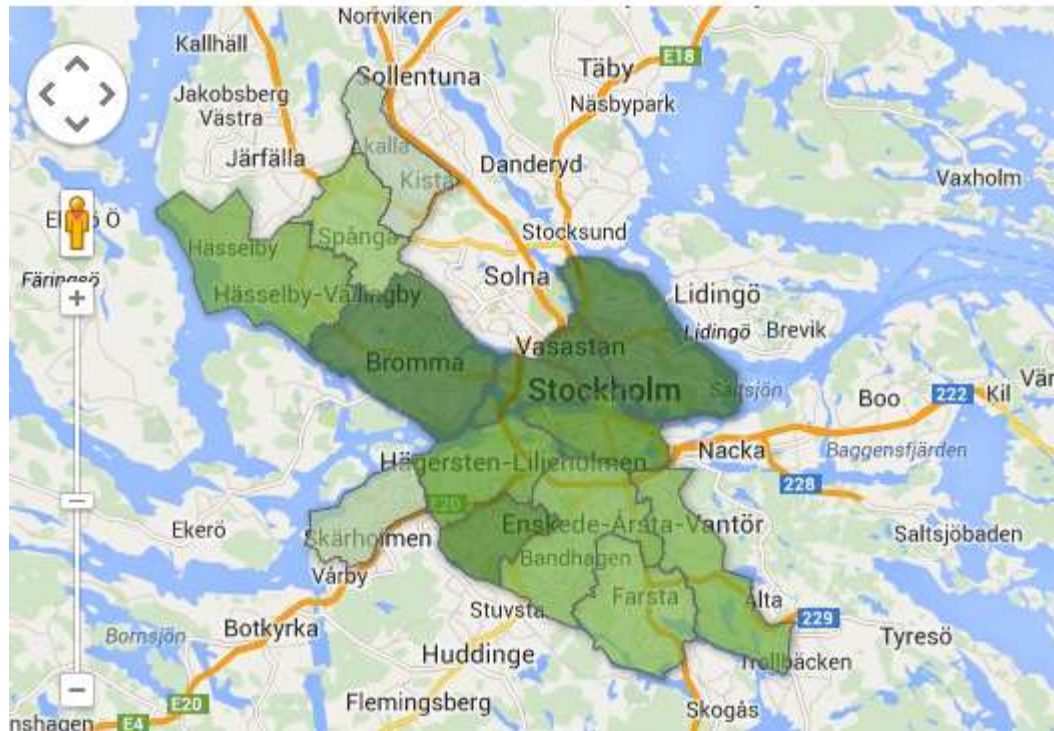 Norrviken
Kallhäll
Sollentuna
Täby
E18
Jakobsberg
Västra
Näsbypark
Akalla
Järfälla
Danderyd
Kista
Vaxholm
Ö
Hässelby
Spånga
Stocksund
Färingsö
Solna
Hässelby-Vällingby
Lidingö
Vasastan
Lidingö
Brevik
Bromma
Stockholm
Saltsjön
Boo
222
Kil
Vär
Nacka
Baggensfjärden
Hägersten-Liljeholmen
228
E20
Ekerö
Skärholmen
Enskede-Årsta-Vantör
Saltsjöbaden
Bandhagen
Vårby
Farsta
Älta
Stuvsta
229
Bornsjön
Botkyrka
Tyresö
Huddinge
Trollbäcken
Flemingsberg
E20
Skogås
nshagen
E4